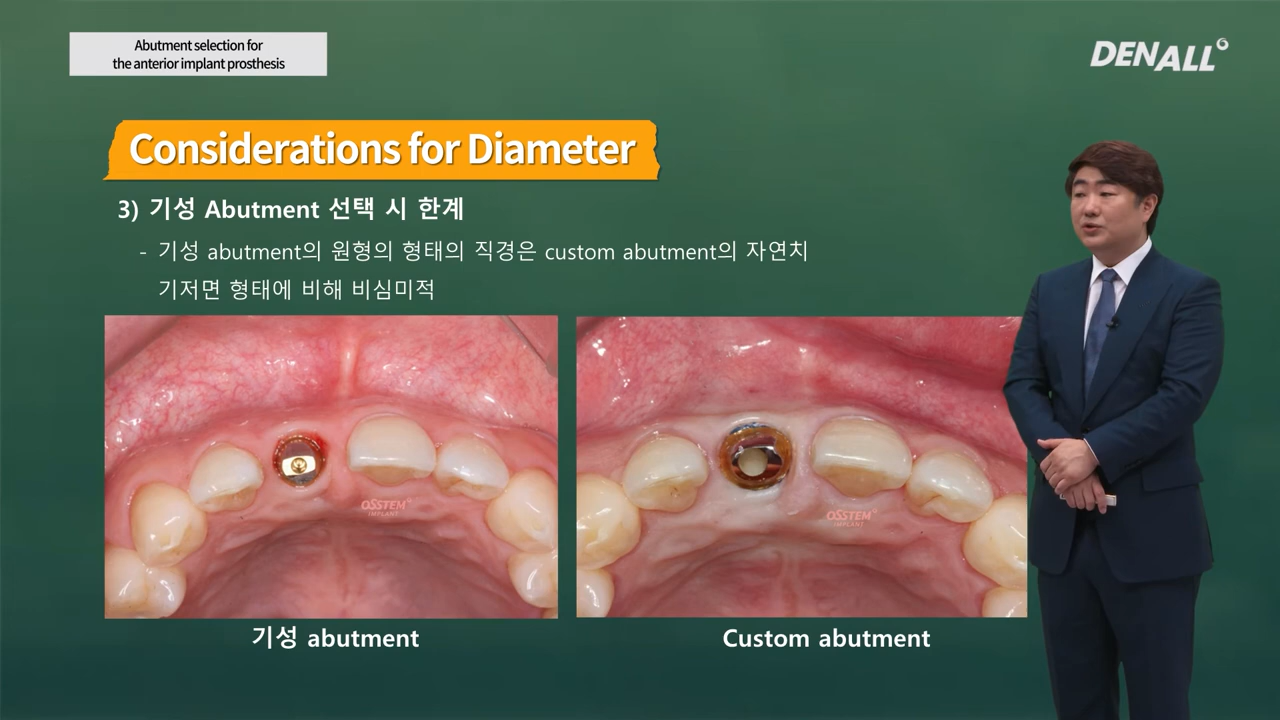 Abutment selection for
the anterior implant prosthesis
DENALL
Considerations for Diameter
3) 기성 Abutment 선택 시 한계
- 기성 abutment의 원형의 형태의 직경은 custom abutment의 자연치
기저면 형태에 비해 비심미적
OSSTEM
IMPLANT
OSSTEM
IMPLANT
기성 abutment
Custom abutment